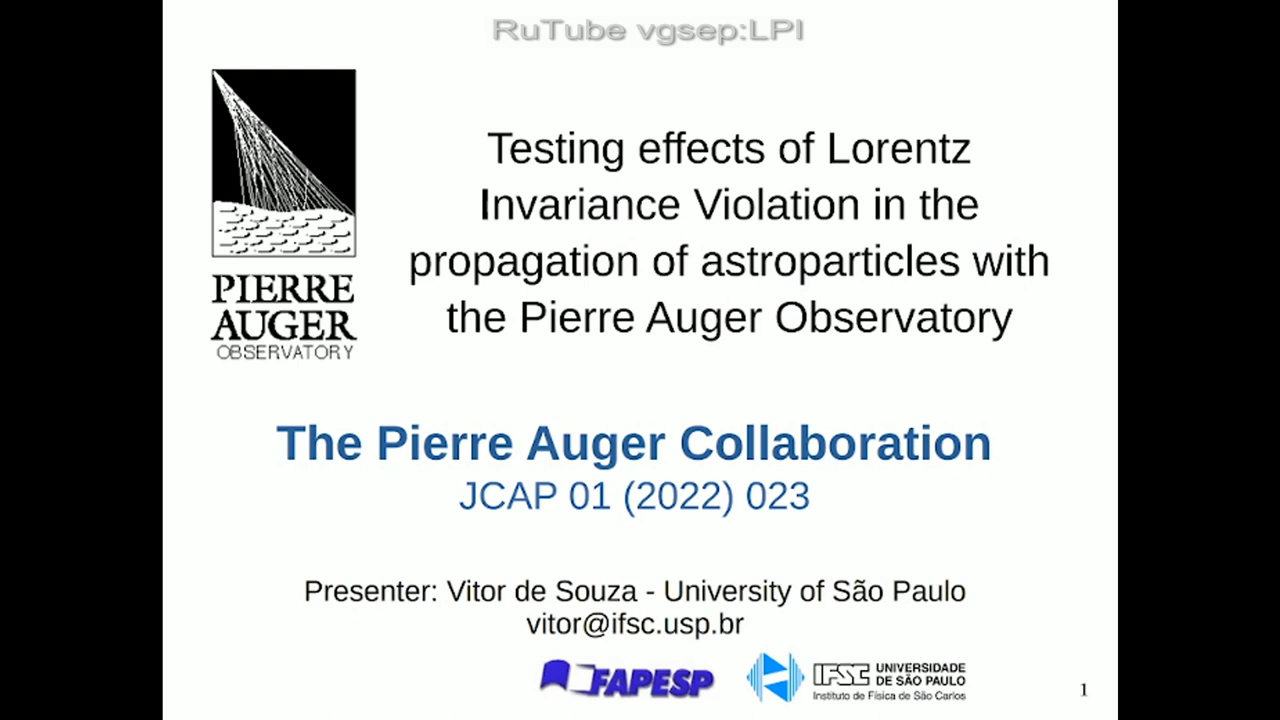 RuTube vgsep:LPI
Testing effects of Lorentz
Invariance Violation in the
propagation of astroparticles with
the Pierre Auger Observatory
PIERRE
AUGER
OBSERVATORY
The Pierre Auger Collaboration
JCAP 01 (2022) 023
Presenter: Vitor de Souza - University of São Paulo
vitor@ifsc.usp.br
FAPESP
IFSC UNIVERSIDADE
DE SÃO PAULO
Instituto de Física de São Carlos
1